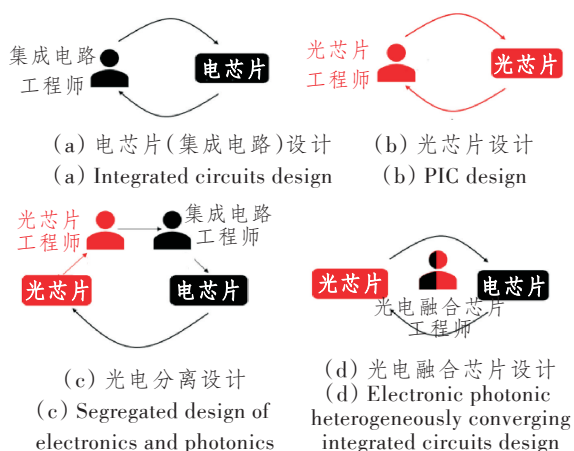 集成电路
工程师
电芯片
(a) 电芯片(集成电路)设计
(a) Integrated circuits design
光芯片
工程师
光芯片
(b) 光芯片设计
(b) PIC design
光芯片
工程师
集成电路
工程师
光芯片
电芯片
(c) 光电分离设计
(c) Segregated design of
electronics and photonics
光芯片
电芯片
光电融合芯片
工程师
(d) 光电融合芯片设计
(d) Electronic photonic
heterogeneously converging
integrated circuits design